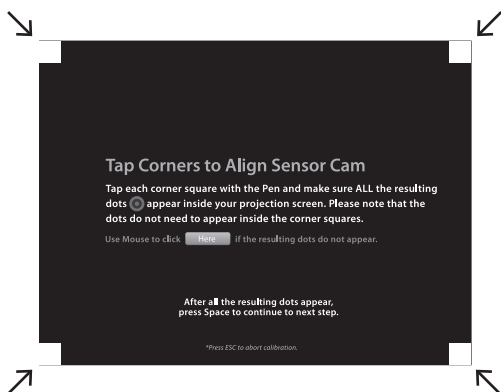 Tap Corners to Align Sensor Cam
Tap each corner square with the Pen and make sure ALL the resulting
dots appear inside your projection screen. Please note that the
dots do not need to appear inside the corner squares.
Use Mouse to click Here if the resulting dots do not appear.
After all the resulting dots appear,
press Space to continue to next step.
*Press ESC to abort calibration.